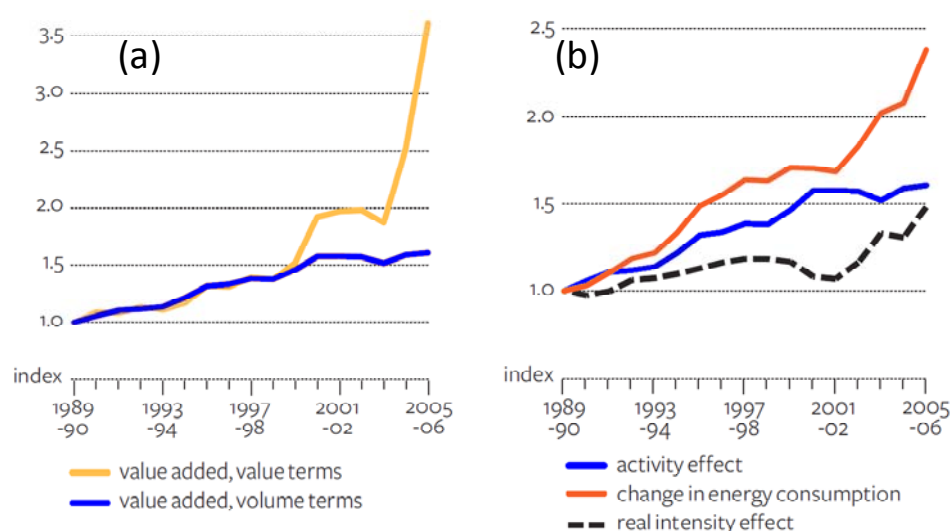 (a)
3.5
3.0
2.5
2.0
1.5
1.0
index
1989 1993 1997 2001 2005
-90 -94 -98 -02 -06
value added, value terms
value added, volume terms
(b)
2.5
2.0
1.5
1.0
index
1989 1993 1997 2001 2005
-90 -94 -98 -02 -06
activity effect
change in energy consumption
real intensity effect